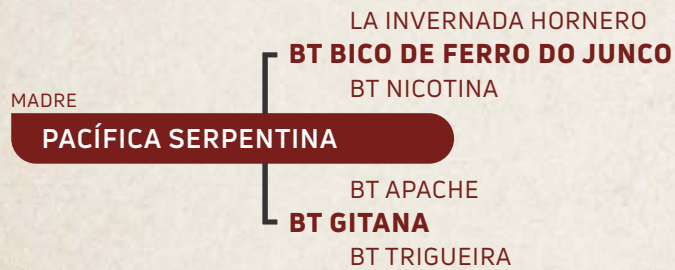 LA INVERNADA HORNERO
BT BICO DE FERRO DO JUNCO
BT NICOTINA
MADRE
PACÍFICA SERPENTINA
BT APACHE
BT GITANA
BT TRIGUEIRA